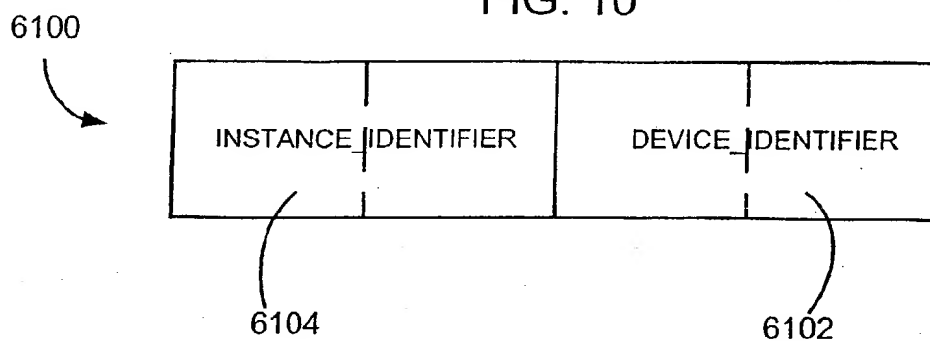 FIG. 10
6100
INSTANCE_IDENTIFIER DEVICE_IDENTIFIER
6104 6102